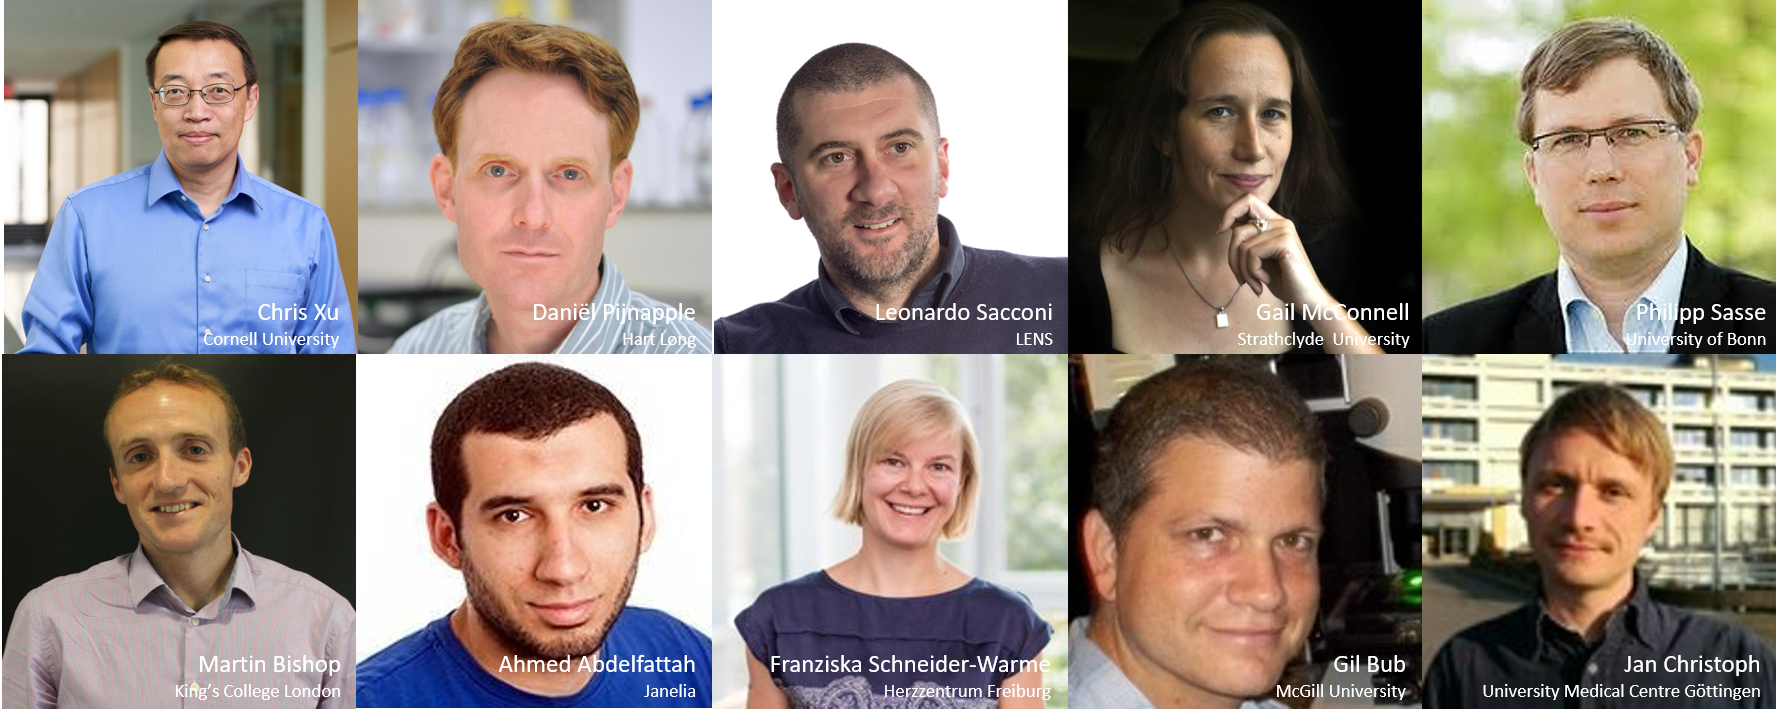 Chris Xu
Cornell University
Daniël Pijnapple
Hart Long
Leonardo Sacconi
LENS
Gail McConnell
Strathclyde University
Philipp Sasse
University of Bonn
Martin Bishop
King's College London
Ahmed Abdelfattah
Janelia
Franziska Schneider-Warme
Herzzentrum Freiburg
Gil Bub
McGill University
Jan Christoph
University Medical Centre Göttingen